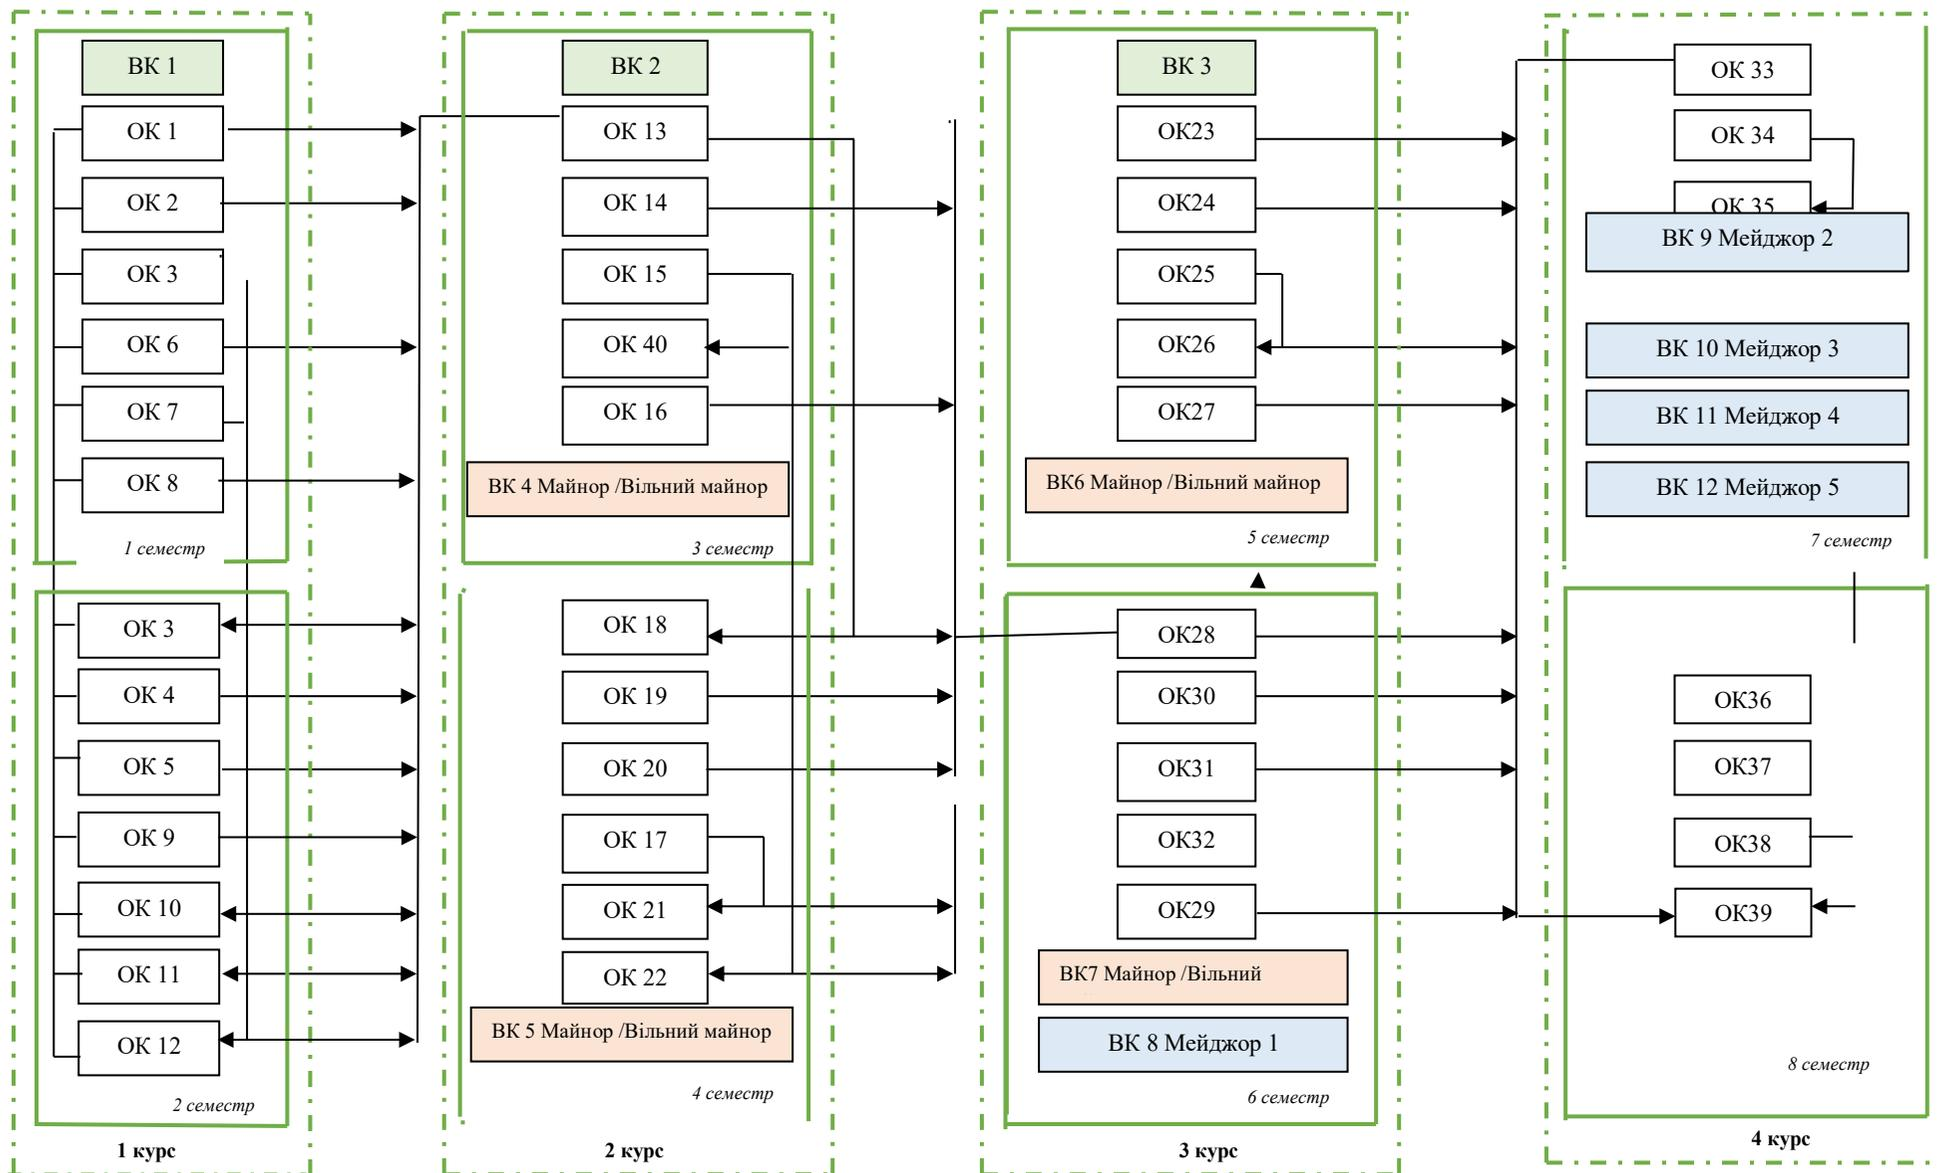 ВК 1
ОК 1
ОК 2
ОК 3
ОК 6
ОК 7
ОК 8
1 семестр
ОК 3
ОК 4
ОК 5
ОК 9
ОК 10
ОК 11
ОК 12
2 семестр
1 курс
ВК 2
ОК 13
ОК 14
ОК 15
ОК 40
ОК 16
ВК 4 Майнор /Вільний майнор
3 семестр
ОК 18
ОК 19
ОК 20
ОК 17
ОК 21
ОК 22
ВК 5 Майнор /Вільний майнор
4 семестр
2 курс
ВК 3
ОК23
ОК24
ОК25
ОК26
ОК27
ВК6 Майнор /Вільний майнор
5 семестр
ОК28
ОК30
ОК31
ОК32
ОК29
ВК7 Майнор /Вільний
ВК 8 Мейджор 1
6 семестр
3 курс
ОК 33
ОК 34
ОК 35
ВК 9 Мейджор 2
ВК 10 Мейджор 3
ВК 11 Мейджор 4
ВК 12 Мейджор 5
7 семестр
ОК36
ОК37
ОК38
ОК39
8 семестр
4 курс